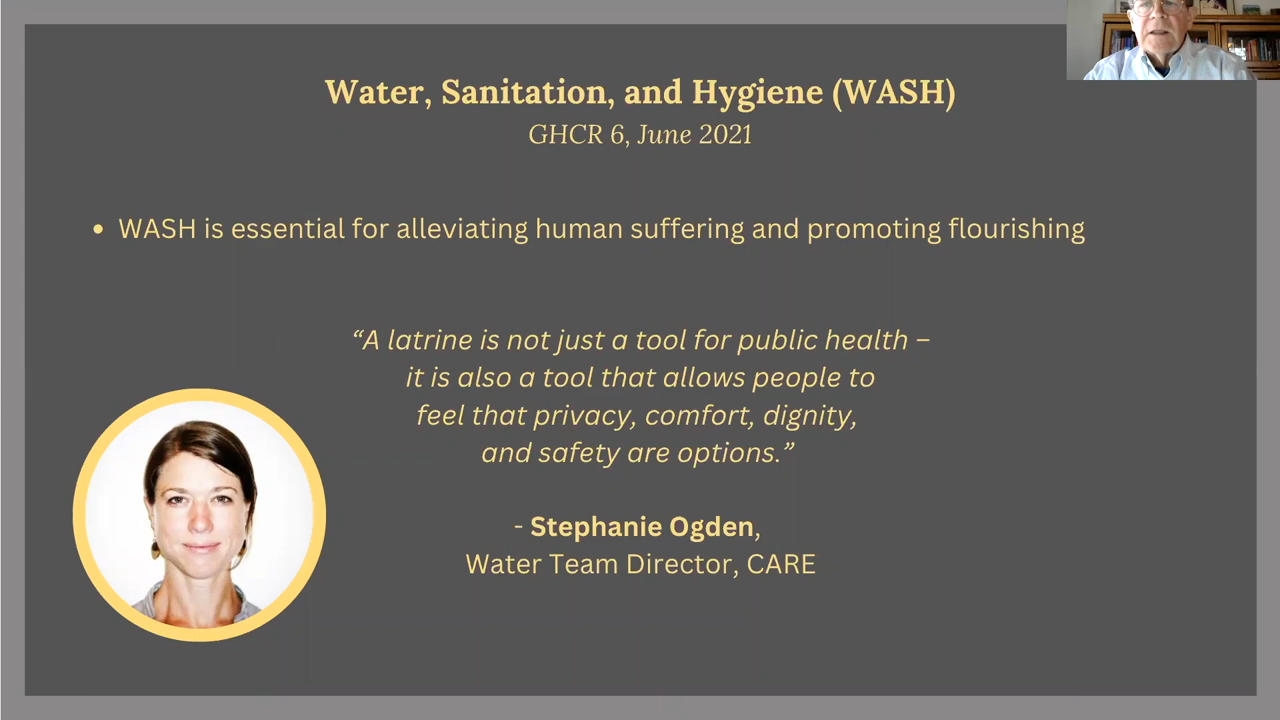 Water, Sanitation, and Hygiene (WASH)
GHCR 6, June 2021
• WASH is essential for alleviating human suffering and promoting flourishing
“A latrine is not just a tool for public health –
it is also a tool that allows people to
feel that privacy, comfort, dignity,
and safety are options.”
- Stephanie Ogden,
Water Team Director, CARE